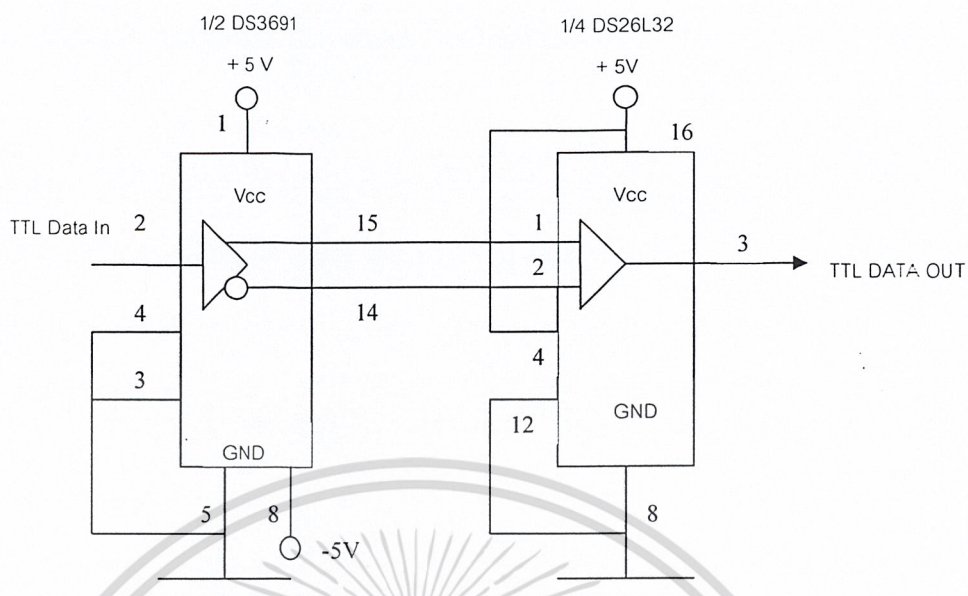 1/2 DS3691
1/4 DS26L32
+ 5 V
+ 5V
1
16
Vcc
Vcc
TTL Data In
2
15
1
3
2
TTL DATA OUT
14
4
4
3
12
GND
GND
5
8
-5V
8